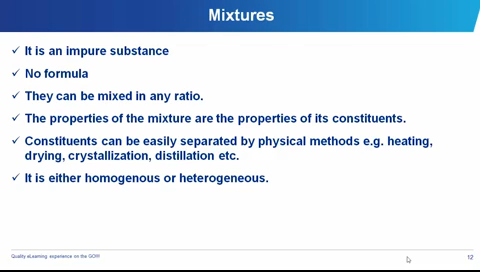 Mixtures
✓ It is an impure substance
✓ No formula
✓ They can be mixed in any ratio.
✓ The properties of the mixture are the properties of its constituents.
✓ Constituents can be easily separated by physical methods e.g. heating,
drying, crystallization, distillation etc.
✓ It is either homogenous or heterogeneous.
Quality eLearning experience on the GO!!!
12